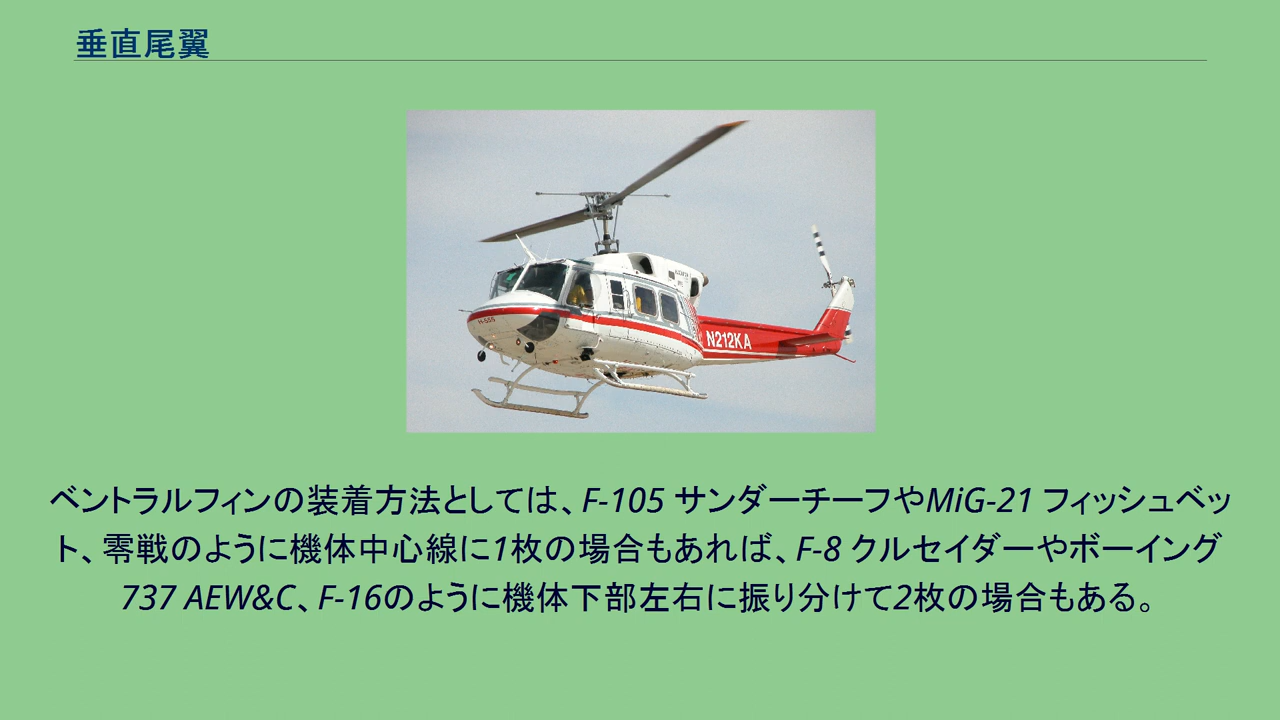 垂直尾翼
H-555
N212KA
ベントラルフィンの装着方法としては、F-105 サンダーチーフやMiG-21 フィッシュベッ
ト、零戦のように機体中心線に1枚の場合もあれば、F-8 クルセイダーやボーイング
737 AEW&C、F-16のように機体下部左右に振り分けて2枚の場合もある。